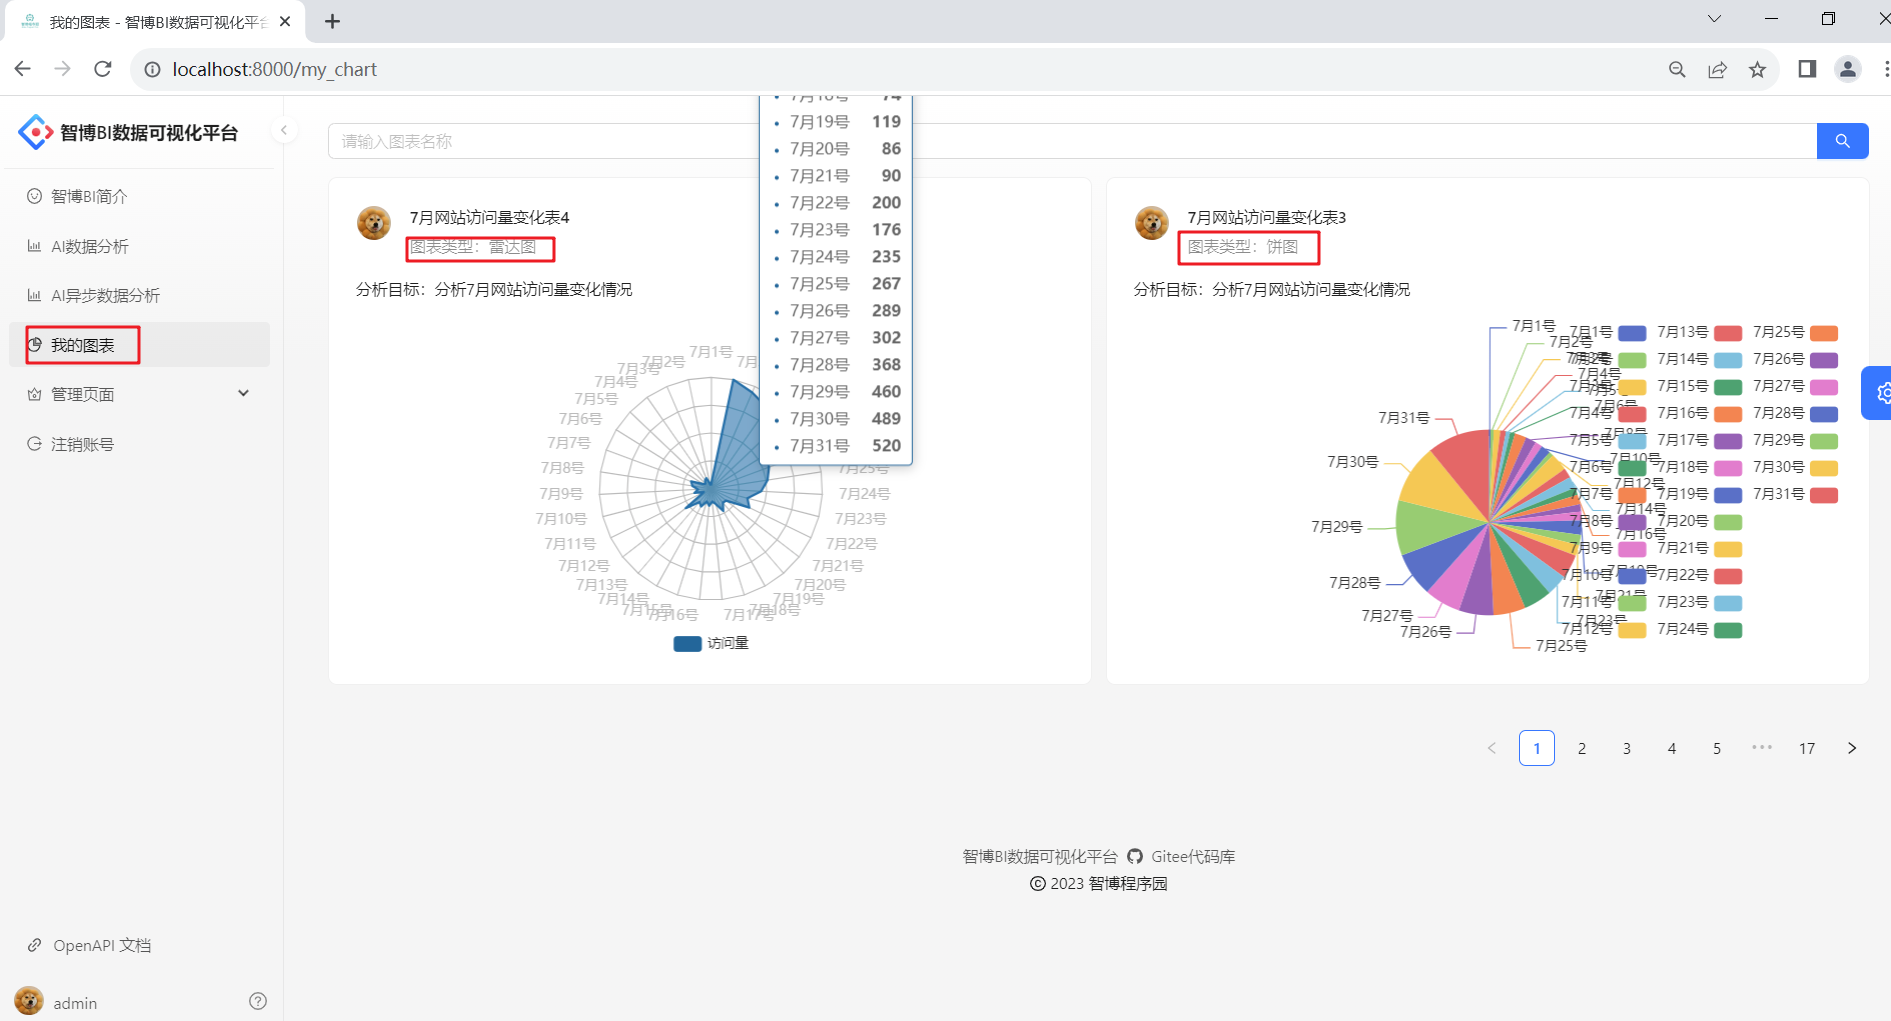 我的图表 - 智博BI数据可视化平台
localhost:8000/my_chart
智博BI数据可视化平台
智博BI简介
AI数据分析
AI异步数据分析
我的图表
管理页面
注销账号
OpenAPI 文档
admin
请输入图表名称
7月18号 74
7月19号 119
7月20号 86
7月21号 90
7月22号 200
7月23号 176
7月24号 235
7月25号 267
7月26号 289
7月27号 302
7月28号 368
7月29号 460
7月30号 489
7月31号 520
7月网站访问量变化表4
图表类型：雷达图
分析目标：分析7月网站访问量变化情况
7月1号
7月2号
7月3号
7月4号
7月5号
7月6号
7月7号
7月8号
7月9号
7月10号
7月11号
7月12号
7月13号
7月14号
7月15号
7月16号
7月17号
7月18号
7月19号
7月20号
7月21号
7月22号
7月23号
7月24号
7月25号
访问量
7月网站访问量变化表3
图表类型：饼图
分析目标：分析7月网站访问量变化情况
7月1号
7月2号
7月3号
7月4号
7月5号
7月6号
7月8号
7月10号
7月12号
7月14号
7月16号
7月19号
7月21号
7月23号
7月25号
7月26号
7月27号
7月28号
7月29号
7月30号
7月31号
7月1号 7月13号 7月25号
7月2号 7月14号 7月26号
7月3号 7月15号 7月27号
7月4号 7月16号 7月28号
7月5号 7月17号 7月29号
7月6号 7月18号 7月30号
7月7号 7月19号 7月31号
7月8号 7月20号
7月9号 7月21号
7月10号 7月22号
7月11号 7月23号
7月12号 7月24号
1 2 3 4 5 ••• 17
智博BI数据可视化平台 Gitee代码库
© 2023 智博程序园